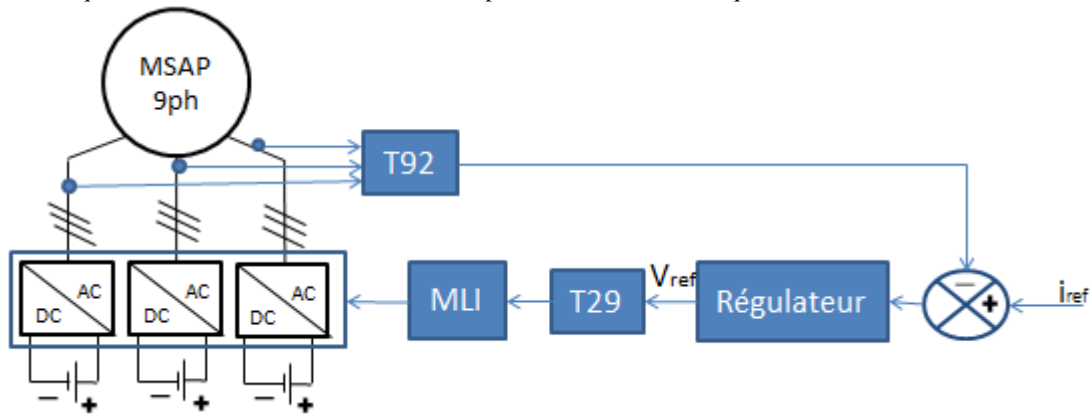 MSAP
9ph
T92
AC
DC
AC
DC
AC
DC
MLI
T29
Vref
Régulateur
−
+
iref
− +
− +
− +